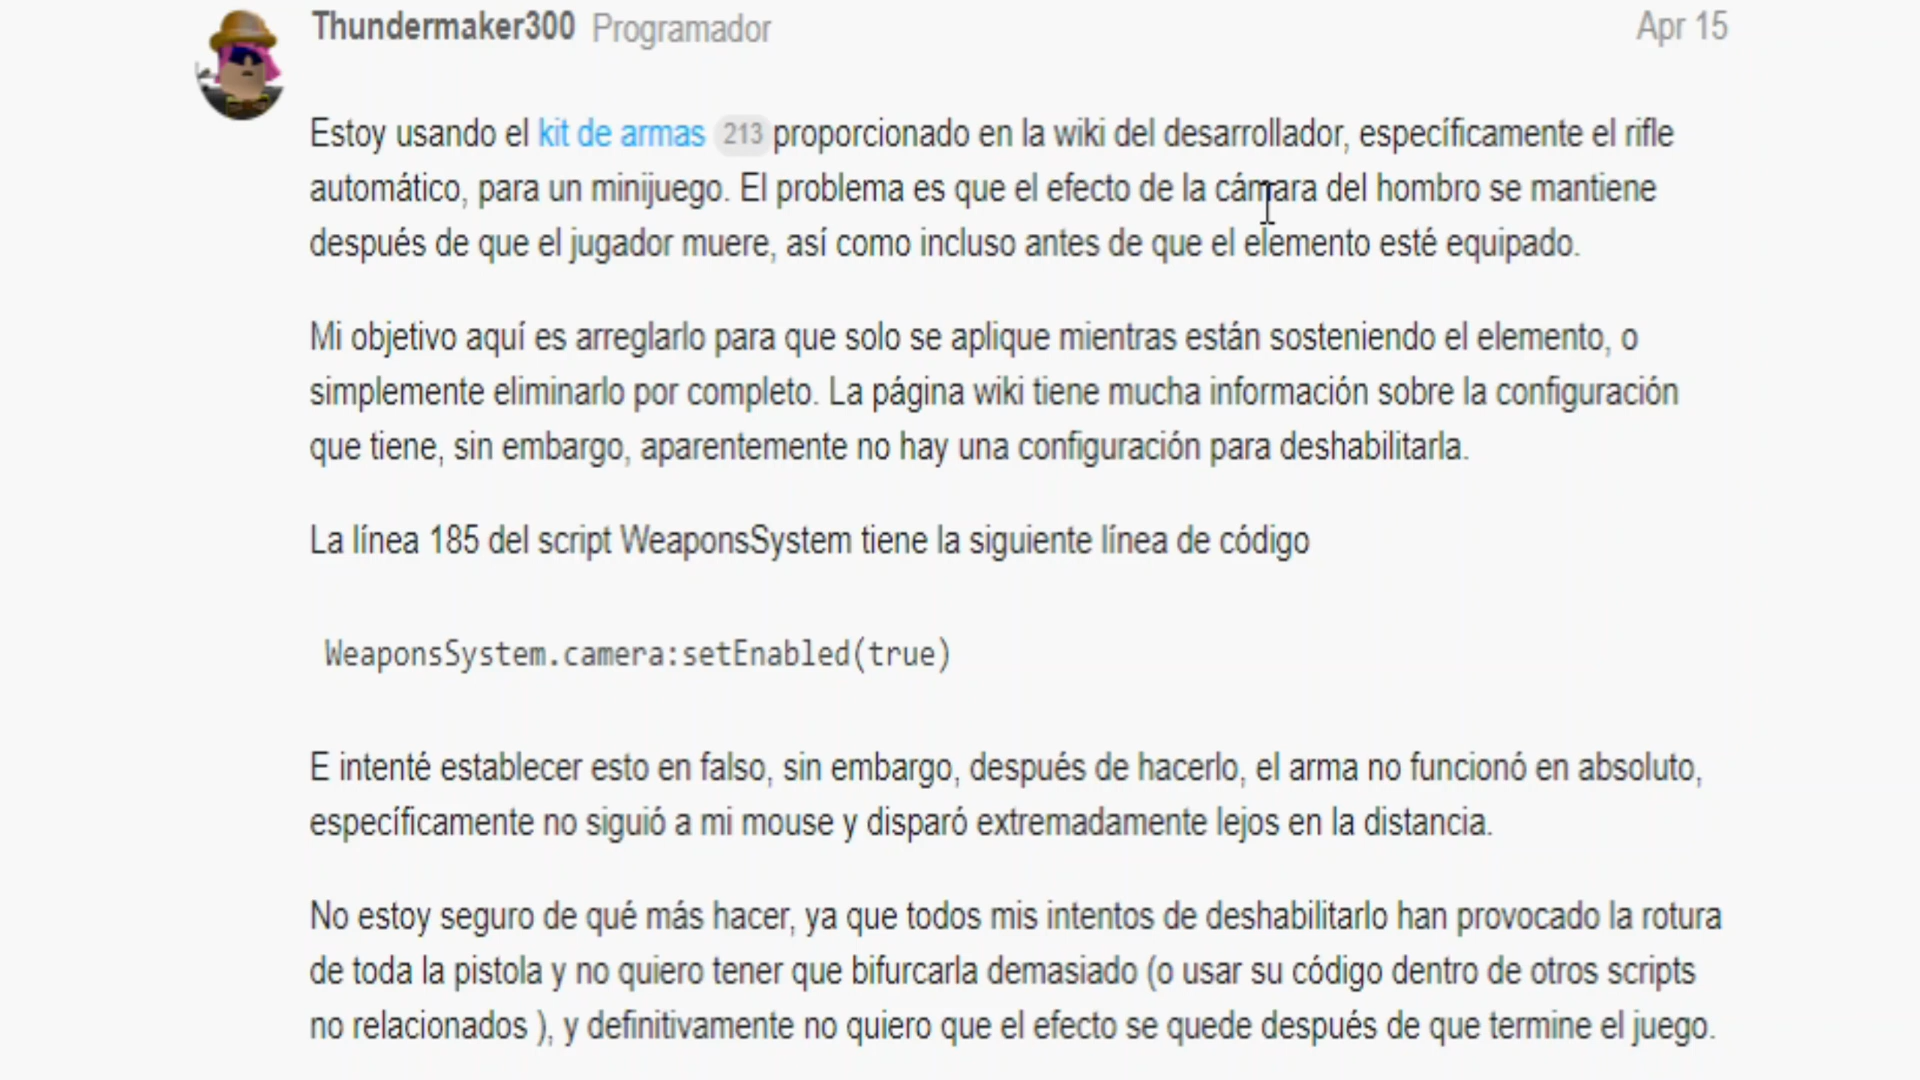 Thundermaker300 Programador Apr 15
Estoy usando el kit de armas 213 proporcionado en la wiki del desarrollador, específicamente el rifle
automático, para un minijuego. El problema es que el efecto de la cámara del hombro se mantiene
después de que el jugador muere, así como incluso antes de que el elemento esté equipado.
Mi objetivo aquí es arreglarlo para que solo se aplique mientras están sosteniendo el elemento, o
simplemente eliminarlo por completo. La página wiki tiene mucha información sobre la configuración
que tiene, sin embargo, aparentemente no hay una configuración para deshabilitarla.
La línea 185 del script WeaponsSystem tiene la siguiente línea de código
WeaponsSystem.camera:setEnabled(true)
E intenté establecer esto en falso, sin embargo, después de hacerlo, el arma no funcionó en absoluto,
específicamente no siguió a mi mouse y disparó extremadamente lejos en la distancia.
No estoy seguro de qué más hacer, ya que todos mis intentos de deshabilitarlo han provocado la rotura
de toda la pistola y no quiero tener que bifurcarla demasiado (o usar su código dentro de otros scripts
no relacionados ), y definitivamente no quiero que el efecto se quede después de que termine el juego.